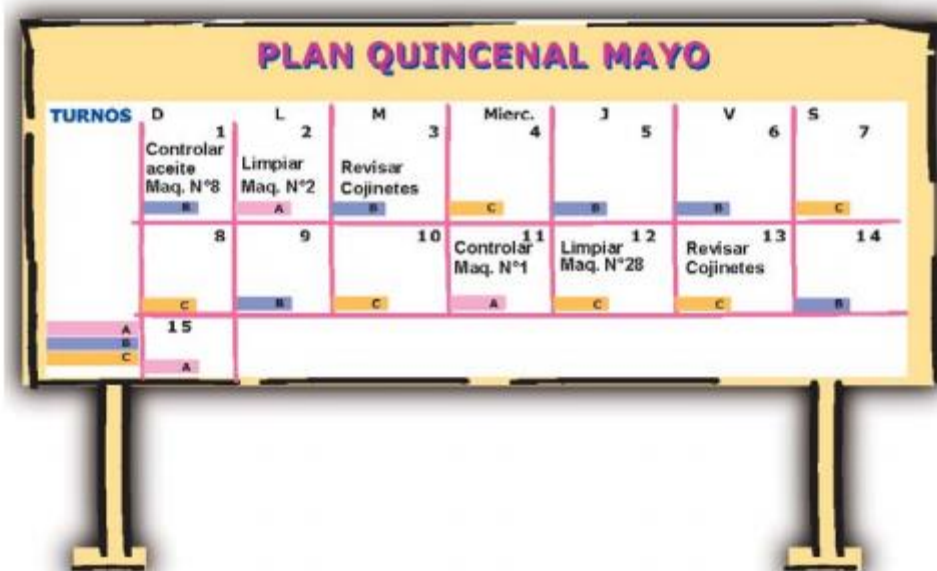 PLAN QUINCENAL MAYO
TURNOS D L M Mierc. J V S
1 2 3 4 5 6 7
Controlar
aceite
Maq. N°8
Limpiar
Maq. N°2
Revisar
Cojinetes
B A B C B B C
8 9 10 11 12 13 14
Controlar
Maq. N°1
Limpiar
Maq. N°28
Revisar
Cojinetes
C B C A C C B
A
B
C
15
A